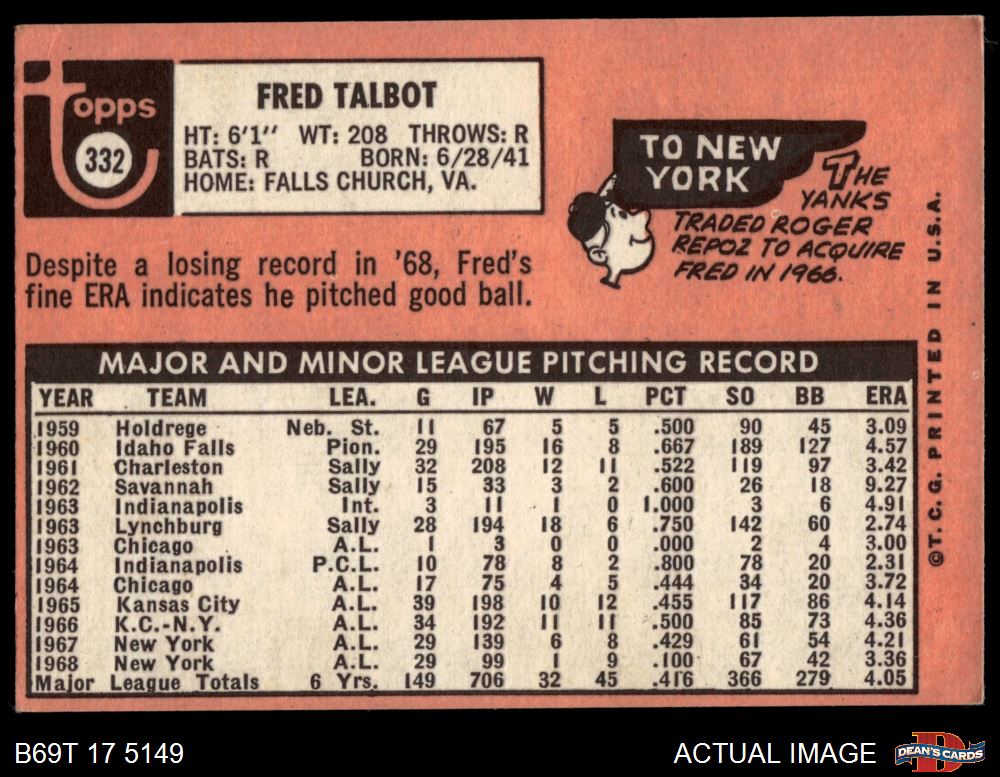 Topps
332
FRED TALBOT
HT: 6'1" WT: 208 THROWS: R
BATS: R BORN: 6/28/41
HOME: FALLS CHURCH, VA.
Despite a losing record in '68, Fred's
fine ERA indicates he pitched good ball.
TO NEW
YORK
THE
YANKS
TRADED ROGER
REPOZ TO ACQUIRE
FRED IN 1966.
©T. C. G. PRINTED IN U.S.A.
MAJOR AND MINOR LEAGUE PITCHING RECORD
YEAR TEAM LEA. G IP W L PCT SO BB ERA
1959 Holdrege Neb. St. 11 67 5 5 .500 90 45 3.09
1960 Idaho Falls Pion. 29 195 16 8 .667 189 127 4.57
1961 Charleston Sally 32 208 12 11 .522 119 97 3.42
1962 Savannah Sally 15 33 3 2 .600 26 18 9.27
1963 Indianapolis Int. 3 11 1 0 1.000 3 6 4.91
1963 Lynchburg Sally 28 194 18 6 .750 142 60 2.74
1963 Chicago A.L. 1 3 0 0 .000 2 4 3.00
1964 Indianapolis P.C.L. 10 78 8 2 .800 78 20 2.31
1964 Chicago A.L. 17 75 4 5 .444 34 20 3.72
1965 Kansas City A.L. 39 198 10 12 .455 117 86 4.14
1966 K.C.-N.Y. A.L. 34 192 11 11 .500 85 73 4.36
1967 New York A.L. 29 139 6 8 .429 61 54 4.21
1968 New York A.L. 29 99 1 9 .100 67 42 3.36
Major League Totals 6 Yrs. 149 706 32 45 .416 366 279 4.05
B69T 17 5149
ACTUAL IMAGE
DEAN'S CARDS